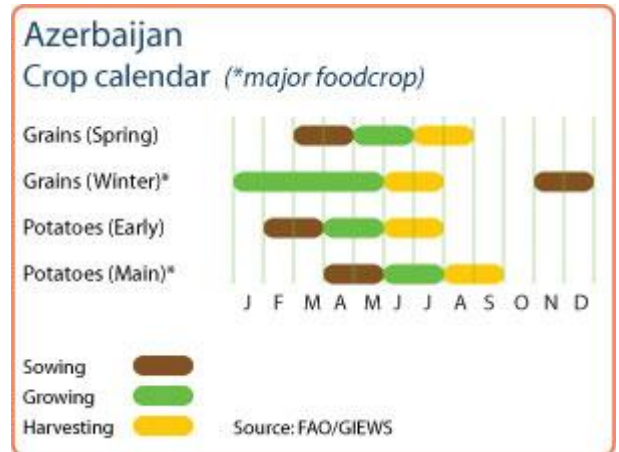 Azerbaijan
Crop calendar (*major foodcrop)
Grains (Spring)
Grains (Winter)*
Potatoes (Early)
Potatoes (Main)*
J F M A M J J A S O N D
Sowing
Growing
Harvesting Source: FAO/GIEWS